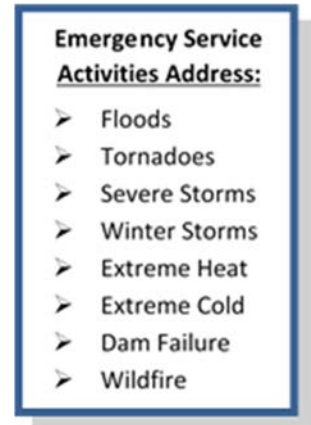 Emergency Service
Activities Address:
➢ Floods
➢ Tornadoes
➢ Severe Storms
➢ Winter Storms
➢ Extreme Heat
➢ Extreme Cold
➢ Dam Failure
➢ Wildfire